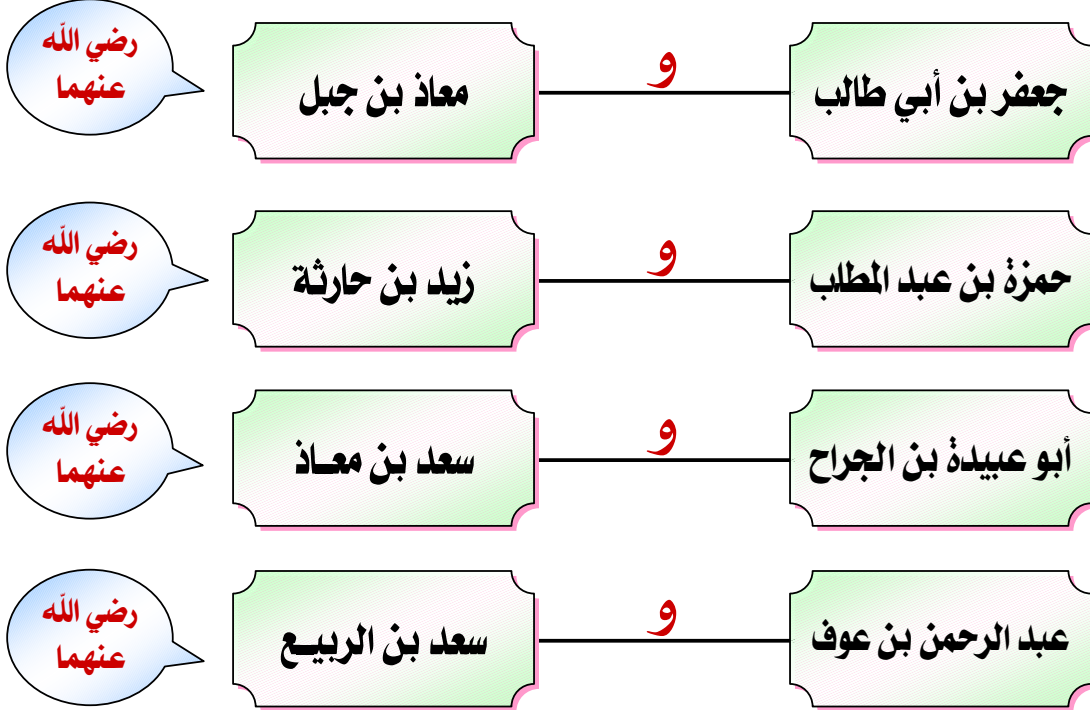 جعفر بن أبي طالب و معاذ بن جبل رضي الله
عنهما
حمزة بن عبد المطلب و زيد بن حارثة رضي الله
عنهما
أبو عبيدة بن الجراح و سعد بن معــاذ رضي الله
عنهما
عبد الرحمن بن عوف و سعد بن الربيــع رضي الله
عنهما